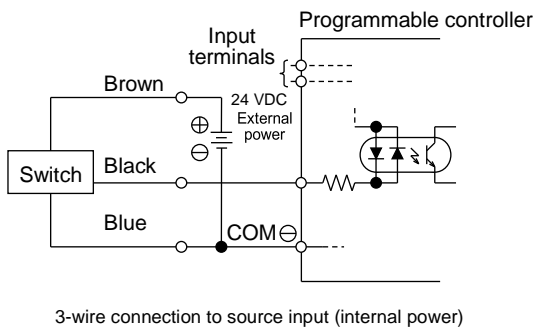 Programmable controller
Input
terminals
Brown
24 VDC
External
power
⊕
⊖
Switch
Black
Blue
COM⊖
3-wire connection to source input (internal power)